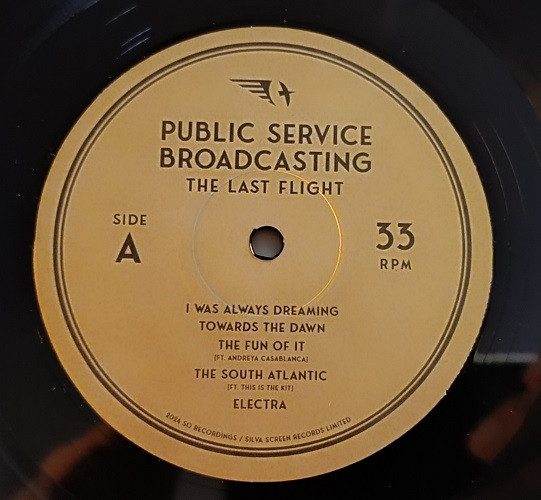 PUBLIC SERVICE
BROADCASTING
THE LAST FLIGHT
SIDE
A
33
RPM
I WAS ALWAYS DREAMING
TOWARDS THE DAWN
THE FUN OF IT
(FT. ANDREYA CASABLANCA)
THE SOUTH ATLANTIC
(FT. THIS IS THE KIT)
ELECTRA
2024 SO RECORDINGS / SILVA SCREEN RECORDS LIMITED